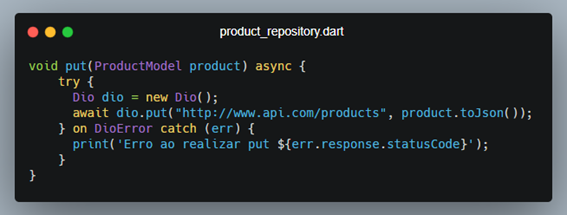 product_repository.dart
void put(ProductModel product) async {
    try {
      Dio dio = new Dio();
      await dio.put("http://www.api.com/products", product.toJson());
    } on DioError catch (err) {
      print('Erro ao realizar put ${err.response.statusCode}');
    }
}